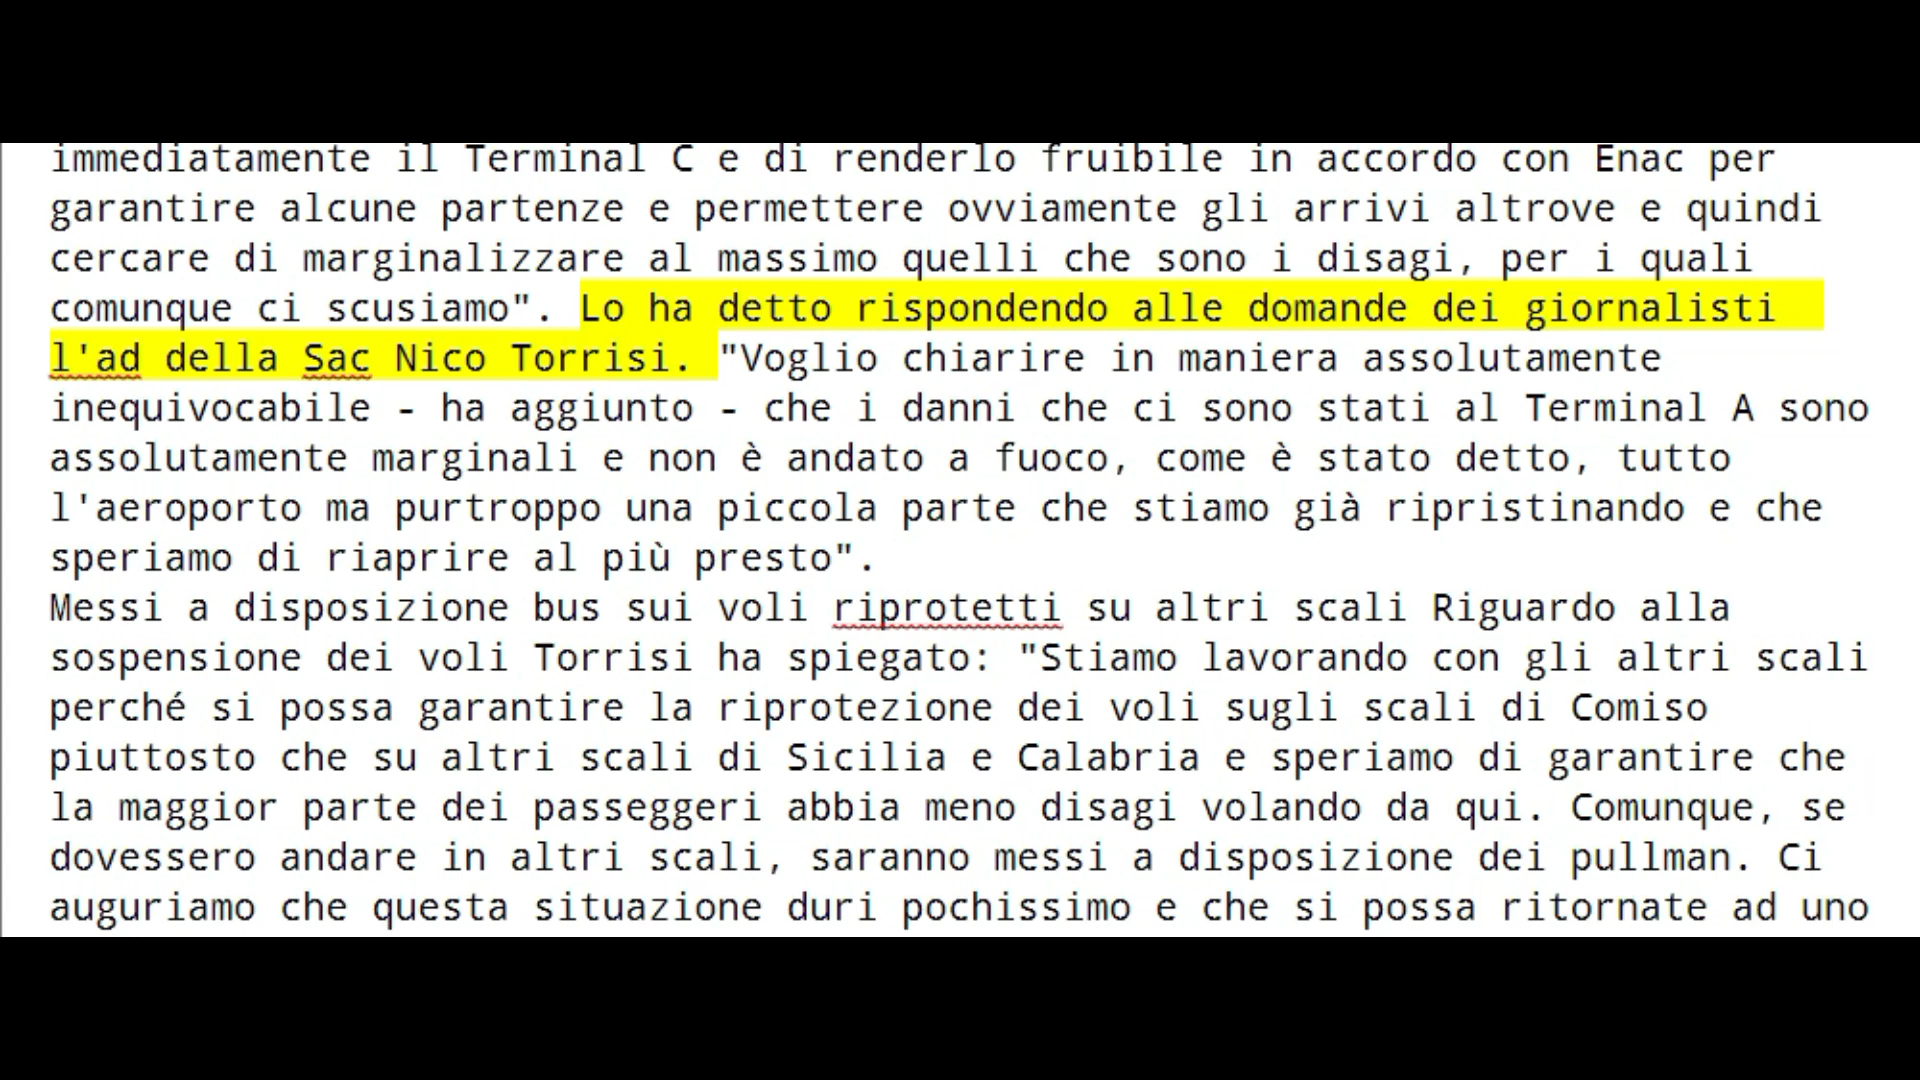 immediatamente il Terminal C e di renderlo fruibile in accordo con Enac per
garantire alcune partenze e permettere ovviamente gli arrivi altrove e quindi
cercare di marginalizzare al massimo quelli che sono i disagi, per i quali
comunque ci scusiamo". Lo ha detto rispondendo alle domande dei giornalisti
l'ad della Sac Nico Torrisi. "Voglio chiarire in maniera assolutamente
inequivocabile - ha aggiunto - che i danni che ci sono stati al Terminal A sono
assolutamente marginali e non è andato a fuoco, come è stato detto, tutto
l'aeroporto ma purtroppo una piccola parte che stiamo già ripristinando e che
speriamo di riaprire al più presto".
Messi a disposizione bus sui voli riprotetti su altri scali Riguardo alla
sospensione dei voli Torrisi ha spiegato: "Stiamo lavorando con gli altri scali
perché si possa garantire la riprotezione dei voli sugli scali di Comiso
piuttosto che su altri scali di Sicilia e Calabria e speriamo di garantire che
la maggior parte dei passeggeri abbia meno disagi volando da qui. Comunque, se
dovessero andare in altri scali, saranno messi a disposizione dei pullman. Ci
auguriamo che questa situazione duri pochissimo e che si possa ritornate ad uno